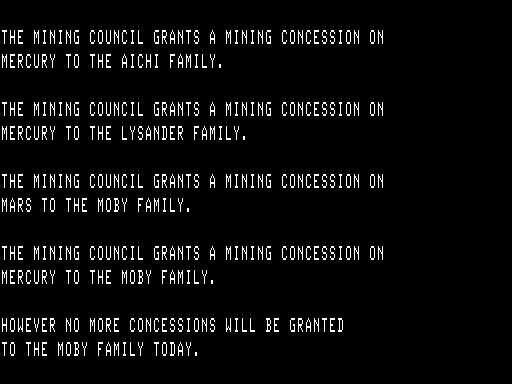 THE MINING COUNCIL GRANTS A MINING CONCESSION ON
MERCURY TO THE AICHI FAMILY.
THE MINING COUNCIL GRANTS A MINING CONCESSION ON
MERCURY TO THE LYSANDER FAMILY.
THE MINING COUNCIL GRANTS A MINING CONCESSION ON
MARS TO THE MOBY FAMILY.
THE MINING COUNCIL GRANTS A MINING CONCESSION ON
MERCURY TO THE MOBY FAMILY.
HOWEVER NO MORE CONCESSIONS WILL BE GRANTED
TO THE MOBY FAMILY TODAY.